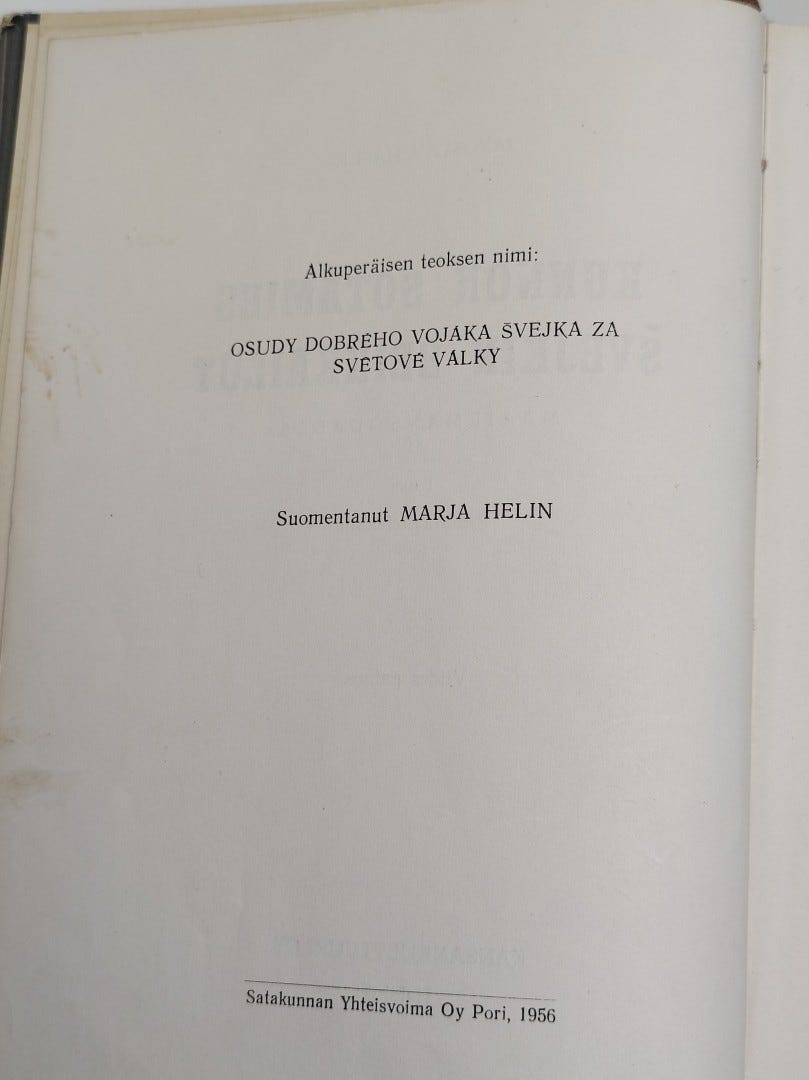 Alkuperäisen teoksen nimi:
OSUDY DOBRÉHO VOJÁKA ŠVEJKA ZA
SVĚTOVÉ VÁLKY
Suomentanut MARJA HELIN
Satakunnan Yhteisvoima Oy Pori, 1956